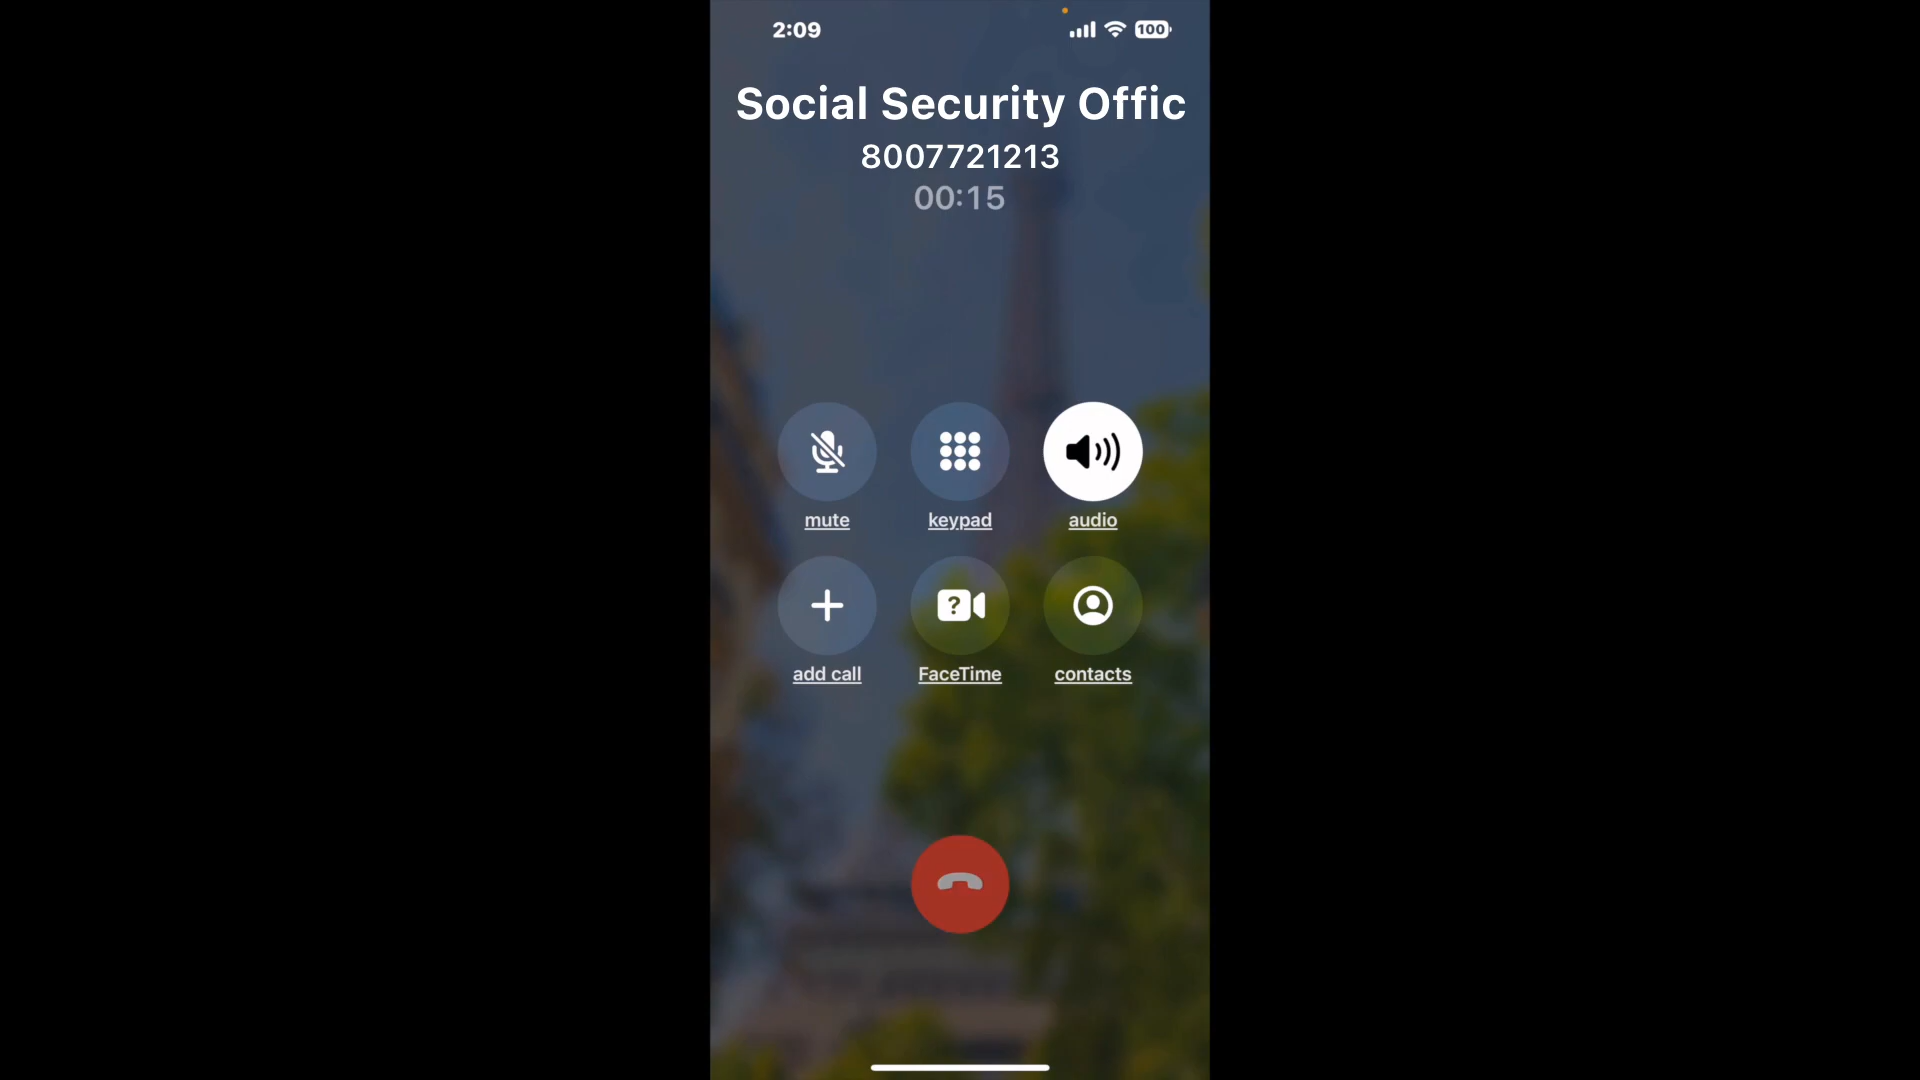 2:09
100
Social Security Offic
8007721213
00:15
mute
keypad
audio
?
add call
FaceTime
contacts